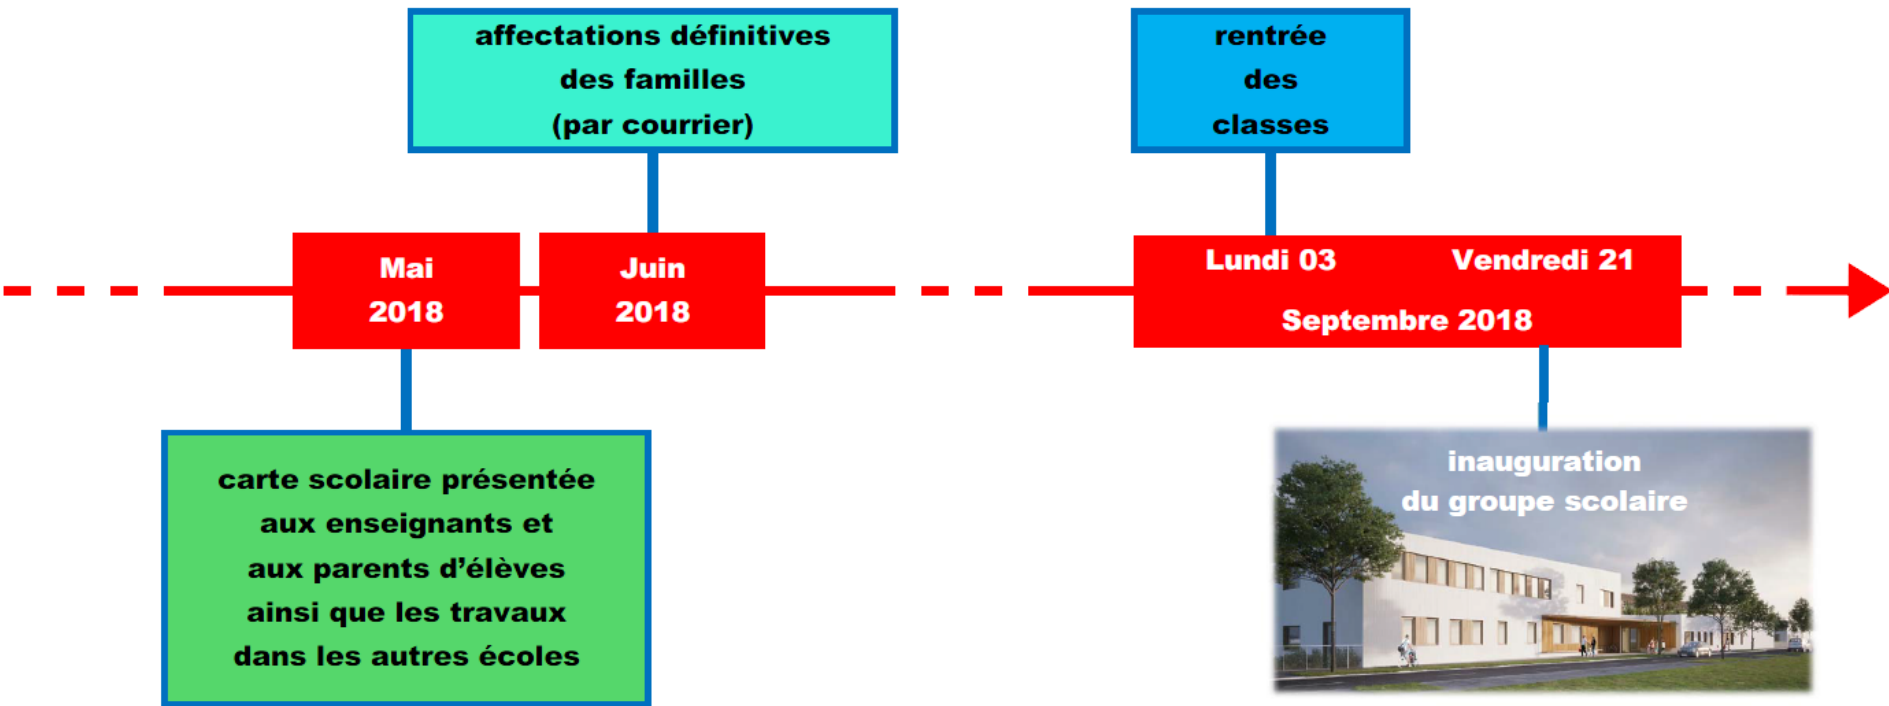 affectations définitives
des familles
(par courrier)
rentrée
des
classes
Mai
2018
Juin
2018
Lundi 03 Vendredi 21
Septembre 2018
carte scolaire présentée
aux enseignants et
aux parents d’élèves
ainsi que les travaux
dans les autres écoles
inauguration
du groupe scolaire